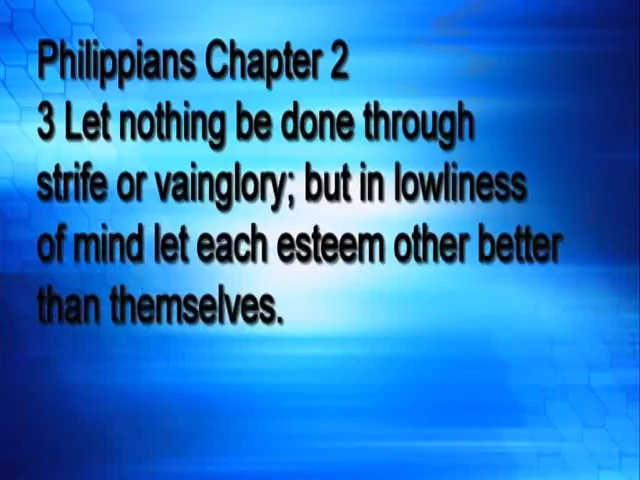 Philippians Chapter 2
3 Let nothing be done through
strife or vainglory; but in lowliness
of mind let each esteem other better
than themselves.